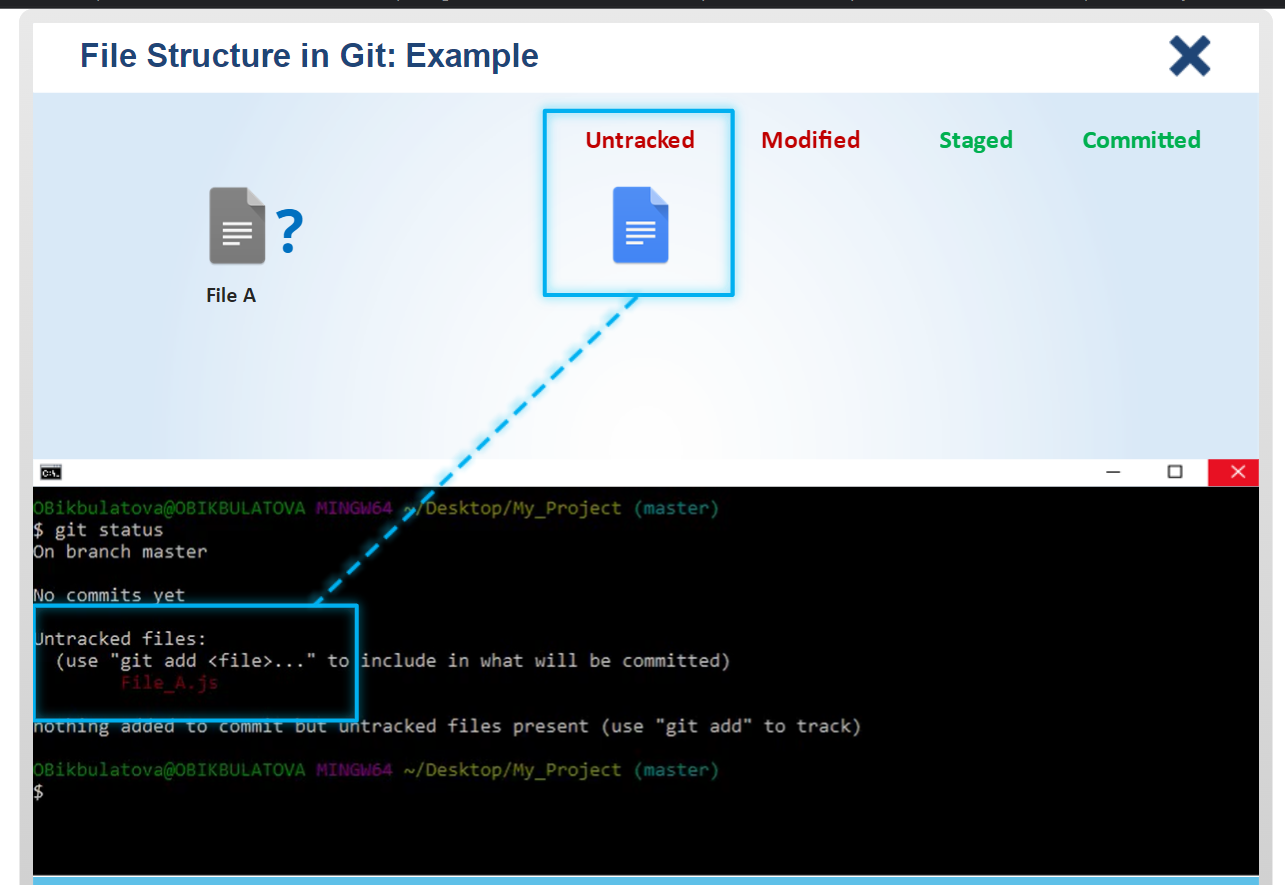 File Structure in Git: Example
Untracked Modified Staged Committed
?
File A
C:\.
OBikbulatova@OBIKBULATOVA MINGW64 ~/Desktop/My_Project (master)
$ git status
On branch master
No commits yet
Untracked files:
(use "git add <file>..." to include in what will be committed)
File_A.js
nothing added to commit but untracked files present (use "git add" to track)
OBikbulatova@OBIKBULATOVA MINGW64 ~/Desktop/My_Project (master)
$